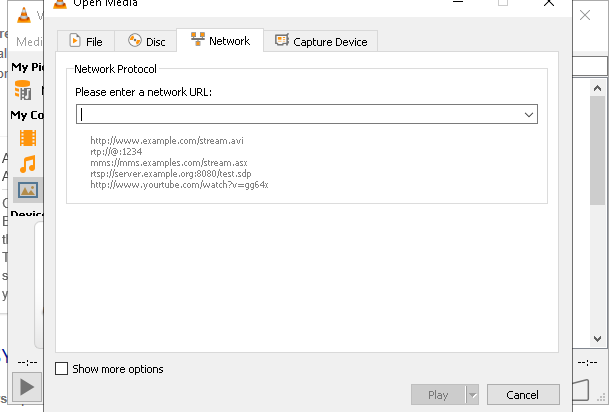 Open Media
File
Disc
Network
Capture Device
Network Protocol
Please enter a network URL:
http://www.example.com/stream.avi
rtp://@:1234
mms://mms.examples.com/stream.asx
rtsp://server.example.org:8080/test.sdp
http://www.yourtube.com/watch?v=gg64x
Show more options
Play
Cancel
Medi
My Pi
My Co
Device
--:--
--:--